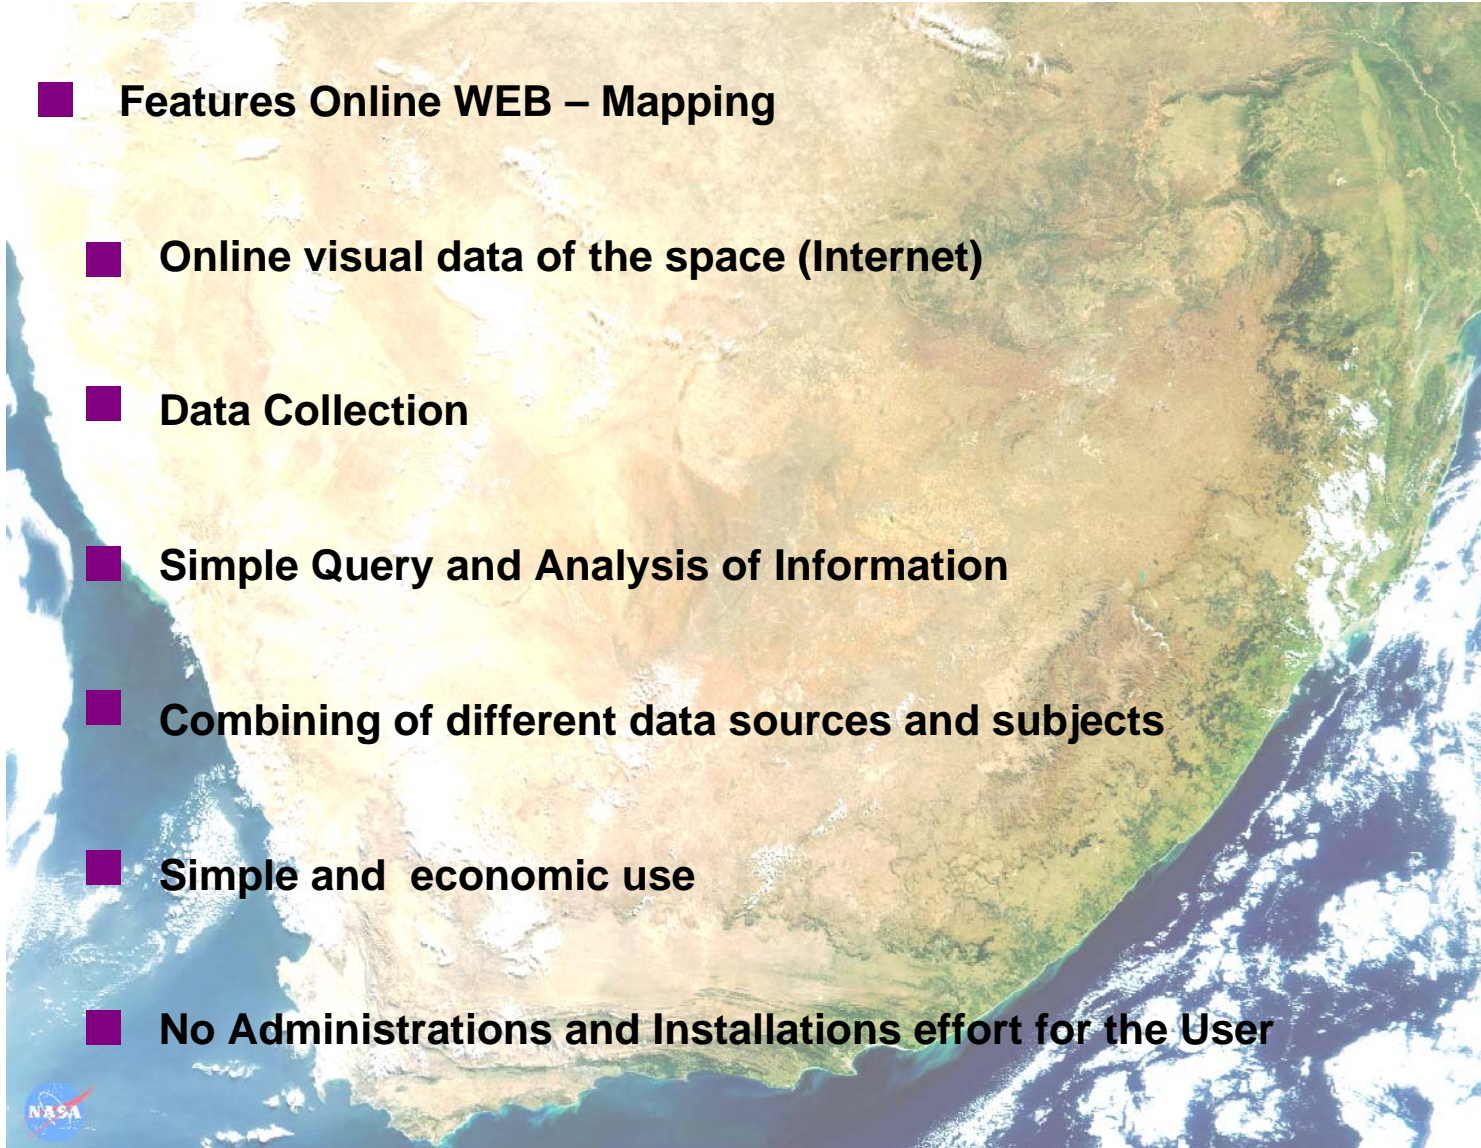 Features Online WEB – Mapping
Online visual data of the space (Internet)
Data Collection
Simple Query and Analysis of Information
Combining of different data sources and subjects
Simple and  economic use
No Administrations and Installations effort for the User
NASA